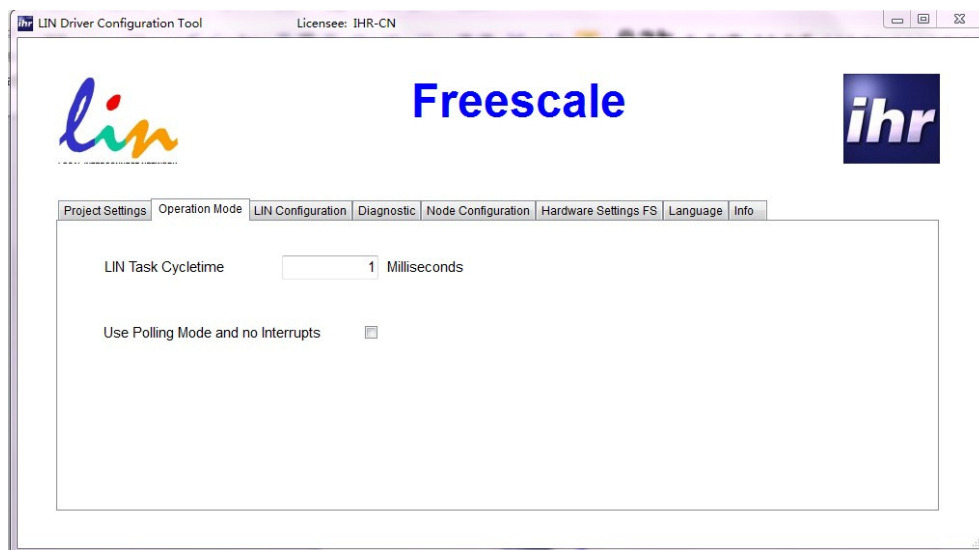 ihr LIN Driver Configuration Tool Licensee: IHR-CN
lin
Freescale
ihr
Project Settings Operation Mode LIN Configuration Diagnostic Node Configuration Hardware Settings FS Language Info
LIN Task Cycletime 1 Milliseconds
Use Polling Mode and no Interrupts